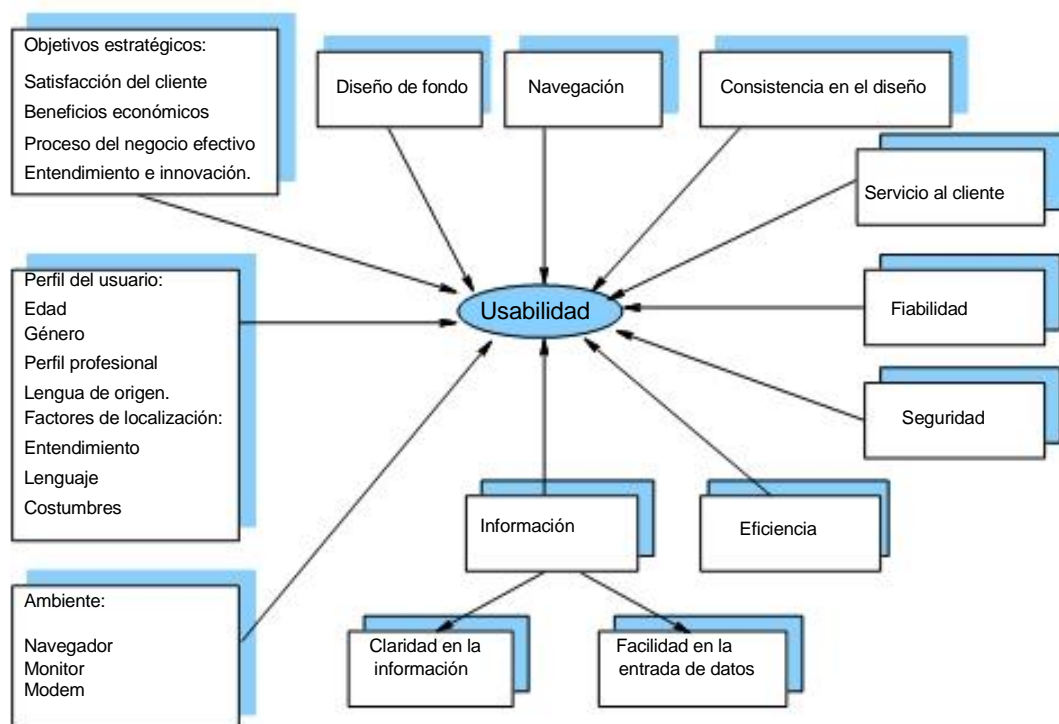 Objetivos estratégicos:
Satisfacción del cliente
Beneficios económicos
Proceso del negocio efectivo
Entendimiento e innovación.
Diseño de fondo
Navegación
Consistencia en el diseño
Servicio al cliente
Perfil del usuario:
Edad
Género
Perfil profesional
Lengua de origen.
Factores de localización:
Entendimiento
Lenguaje
Costumbres
Usabilidad
Fiabilidad
Seguridad
Información
Eficiencia
Ambiente:
Navegador
Monitor
Modem
Claridad en la
información
Facilidad en la
entrada de datos